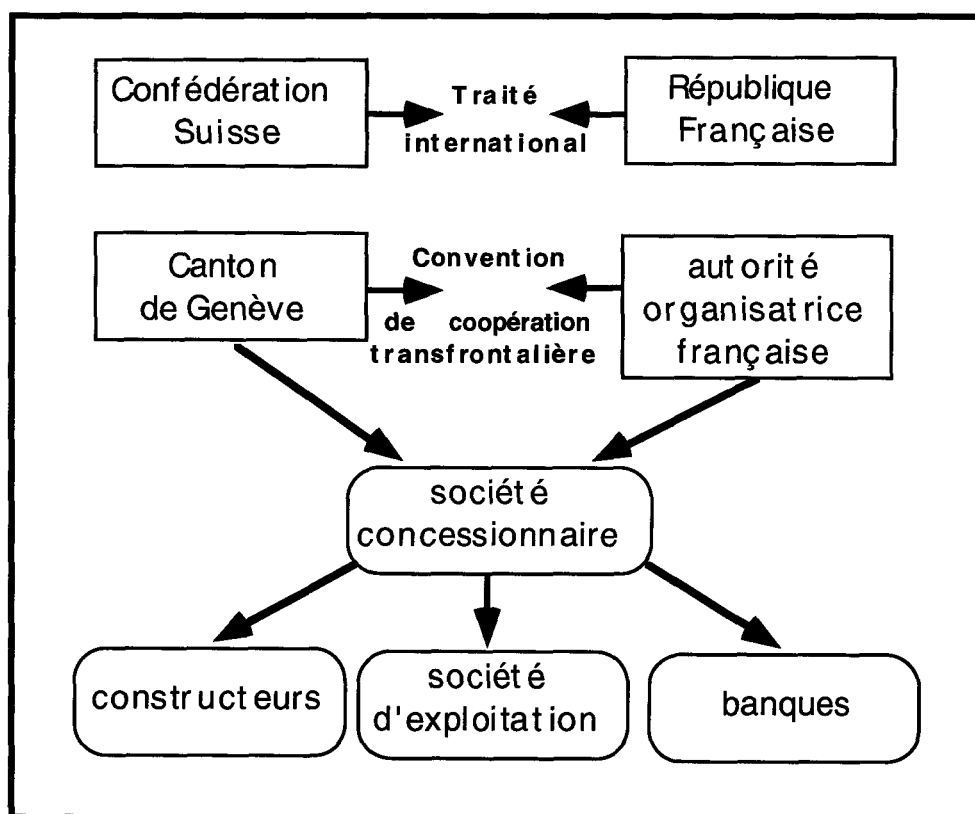 Confédération
Suisse
Traité
international
République
Française
Canton
de Genève
Convention
de coopération
transfrontalière
autorité
organisatrice
française
société
concessionnaire
constructeurs
société
d'exploitation
banques